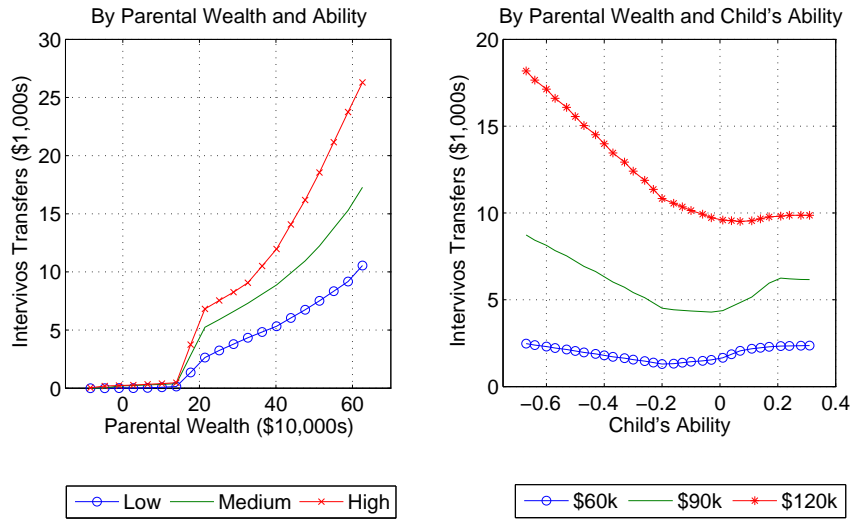 By Parental Wealth and Ability
30
25
20
15
10
5
0
0 20 40 60
Intervivos Transfers ($1,000s)
Parental Wealth ($10,000s)
Low Medium High
By Parental Wealth and Child's Ability
20
15
10
5
0
−0.6 −0.4 −0.2 0 0.2 0.4
Intervivos Transfers ($1,000s)
Child's Ability
$60k $90k $120k